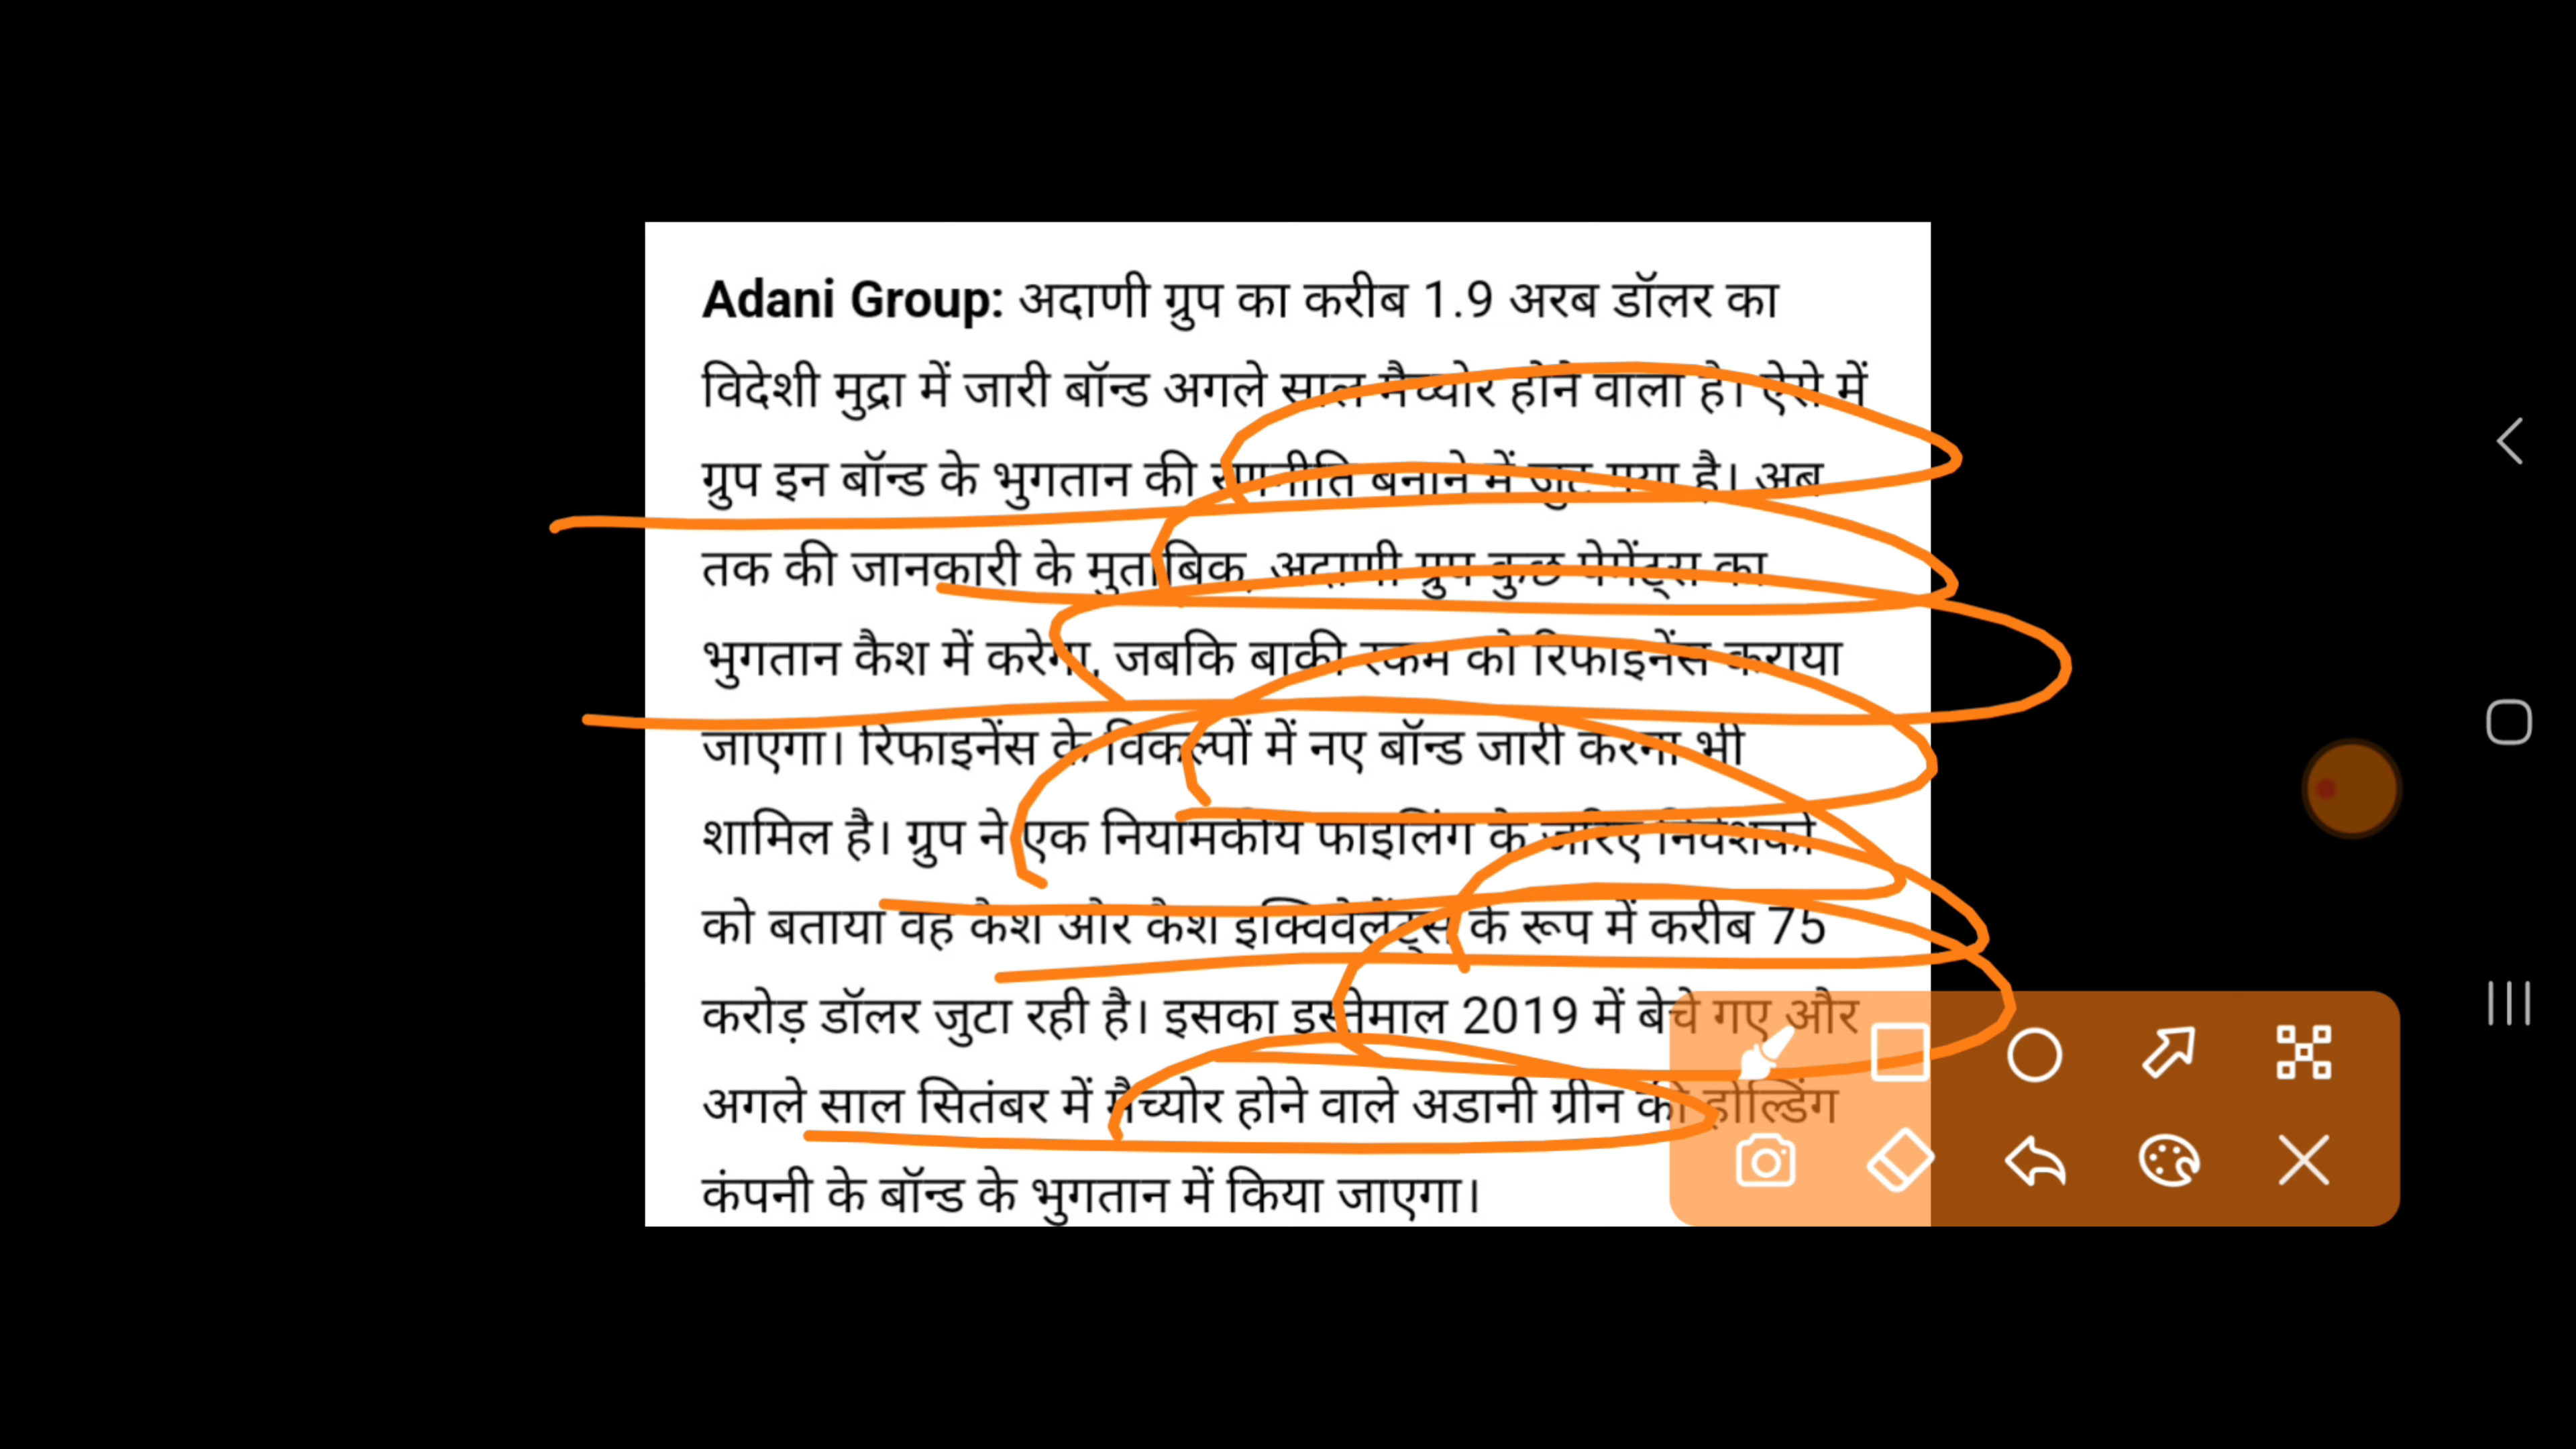 Adani Group: अदाणी ग्रुप का करीब 1.9 अरब डॉलर का
विदेशी मुद्रा में जारी बॉन्ड अगले साल मैच्योर होने वाला है। ऐसे में
ग्रुप इन बॉन्ड के भुगतान की रणनीति बनाने में जुट गया है। अब
तक की जानकारी के मुताबिक, अदाणी ग्रुप कुछ पेमेंट्स का
भुगतान कैश में करेगा, जबकि बाकी रकम को रिफाइनेंस कराया
जाएगा। रिफाइनेंस के विकल्पों में नए बॉन्ड जारी करना भी
शामिल है। ग्रुप ने एक नियामकीय फाइलिंग के जरिए निवेशकों
को बताया वह कैश और कैश इक्विवेलेंट्स के रूप में करीब 75
करोड़ डॉलर जुटा रही है। इसका इस्तेमाल 2019 में बेचे गए और
अगले साल सितंबर में मैच्योर होने वाले अडानी ग्रीन की होल्डिंग
कंपनी के बॉन्ड के भुगतान में किया जाएगा।